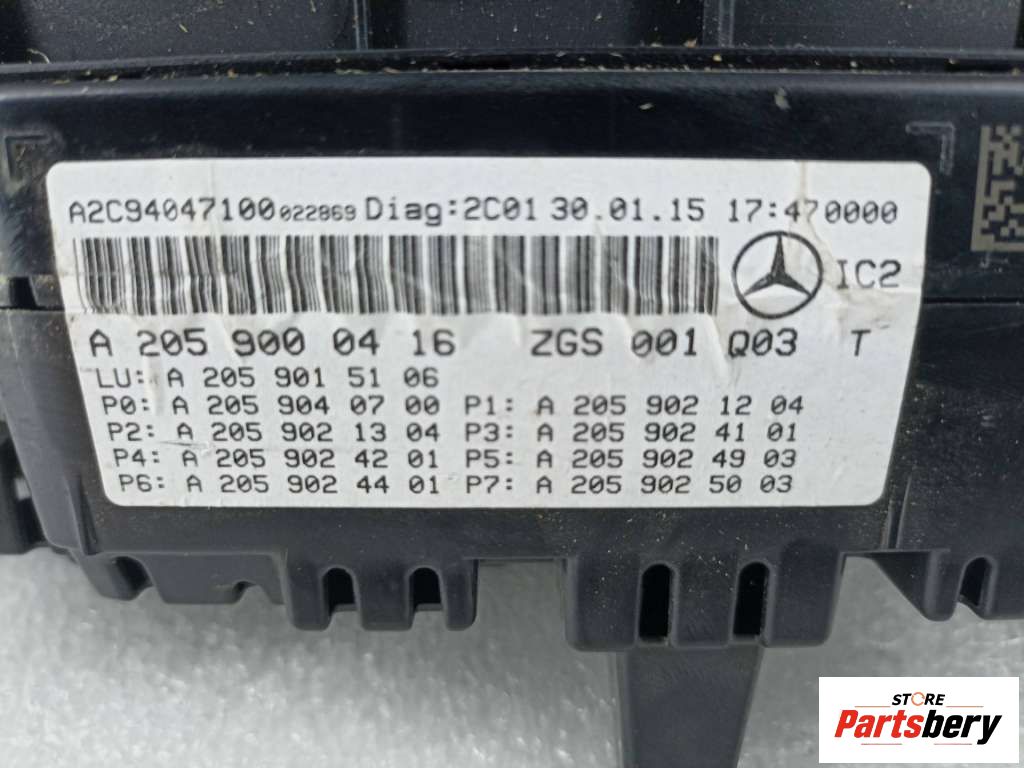 A2C94047100022869 Diag:2C01 30.01.15 17:470000
IC2
A 205 900 04 16 ZGS 001 Q03 T
LU: A 205 901 51 06
P0: A 205 904 07 00 P1: A 205 902 12 04
P2: A 205 902 13 04 P3: A 205 902 41 01
P4: A 205 902 42 01 P5: A 205 902 49 03
P6: A 205 902 44 01 P7: A 205 902 50 03
STORE
Partsbery